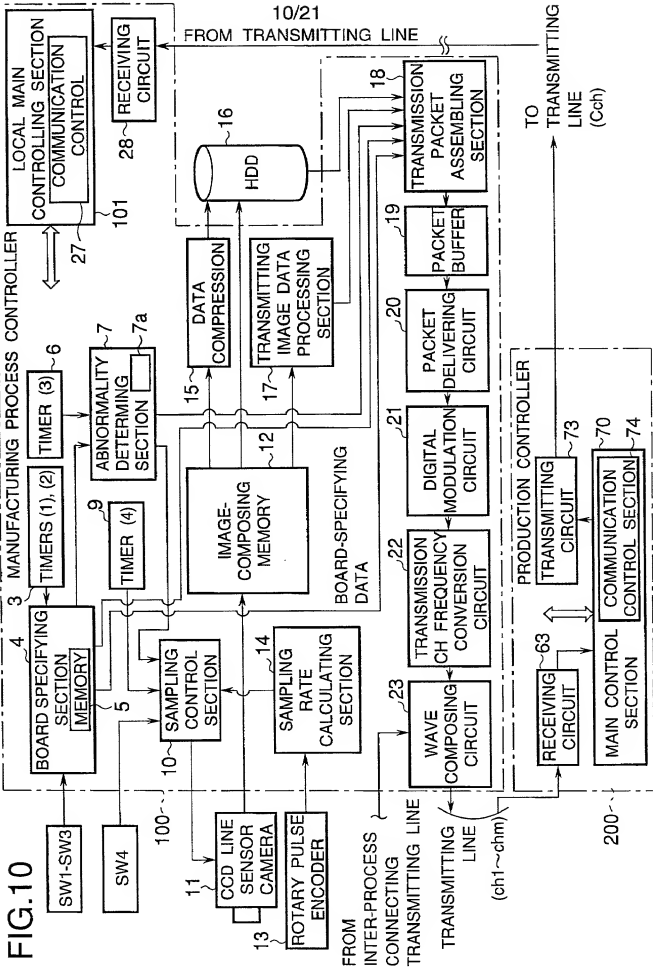 FIG.10
10/21
MANUFACTURING PROCESS CONTROLLER
LOCAL MAIN
CONTROLLING SECTION
COMMUNICATION
CONTROL
27
101
RECEIVING
CIRCUIT
28
FROM TRANSMITTING LINE
TO TRANSMITTING
LINE
(Cch)
SW1-SW3
SW4
4
BOARD SPECIFYING
SECTION
MEMORY
5
3
TIMERS (1), (2)
TIMER (3)
6
9
TIMER (4)
ABNORMALITY
DETERMING
SECTION
7
7a
10
SAMPLING
CONTROL
SECTION
100
11
CCD LINE
SENSOR
CAMERA
13
ROTARY PULSE
ENCODER
14
SAMPLING
RATE
CALCULATING
SECTION
IMAGE-
COMPOSING
MEMORY
12
15
DATA
COMPRESSION
16
HDD
17
TRANSMITTING
IMAGE DATA
PROCESSING
SECTION
BOARD-SPECIFYING
DATA
18
TRANSMISSION
PACKET
ASSEMBLING
SECTION
19
PACKET
BUFFER
20
PACKET
DELIVERING
CIRCUIT
21
DIGITAL
MODULATION
CIRCUIT
22
TRANSMISSION
CH FREQUENCY
CONVERSION
CIRCUIT
23
WAVE
COMPOSING
CIRCUIT
FROM
INTER-PROCESS
CONNECTING
TRANSMITTING LINE
TRANSMITTING
LINE
(ch1~chm)
PRODUCTION CONTROLLER
63
RECEIVING
CIRCUIT
TRANSMITTING
CIRCUIT
73
MAIN CONTROL
SECTION
70
COMMUNICATION
CONTROL SECTION
74
200